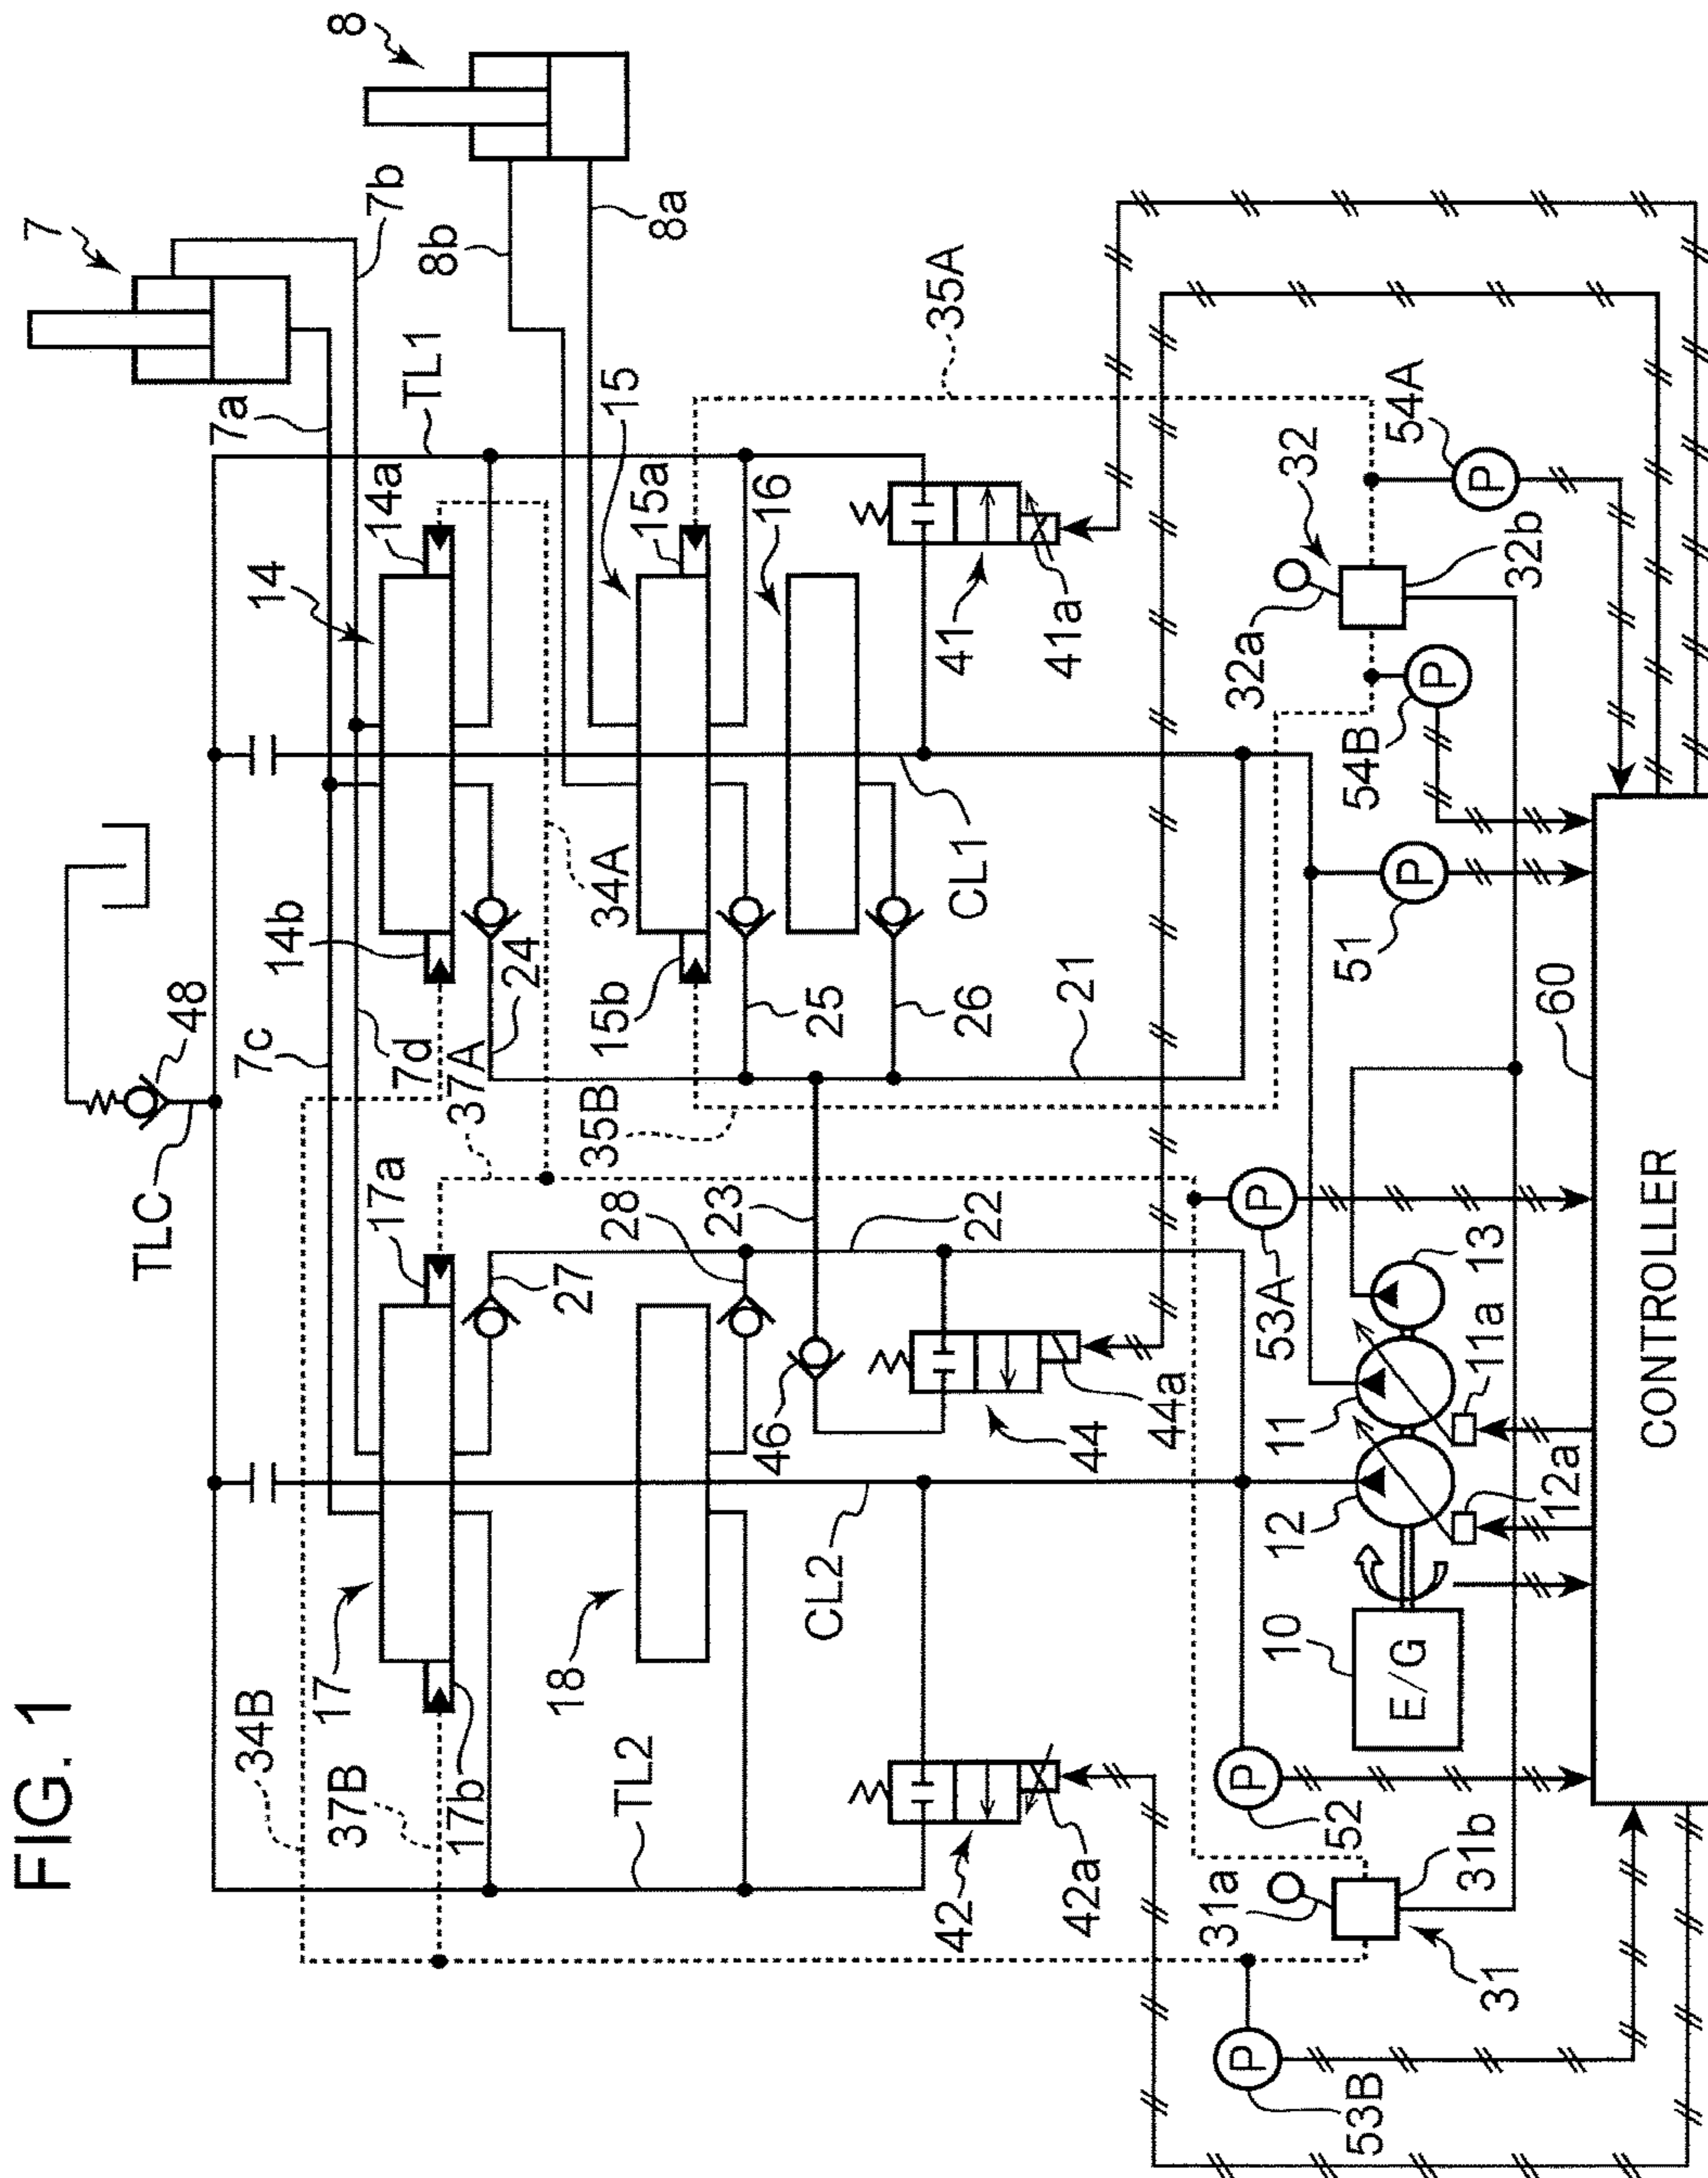 FIG. 1
7
8
7a
7b
8b
8a
TL1
14
14a
15
15a
16
35A
54A
P
32
32b
32a
41
41a
P
54B
CL1
P
51
34A
14b
24
15b
25
26
21
60
48
7c
7d
37A
35B
TLC
17a
28
23
22
27
P
53A
13
11a
11
46
44
44a
12
12a
CONTROLLER
17
18
CL2
10
E/G
34B
37B
17b
TL2
42
42a
P
52
31a
31b
31
P
53B